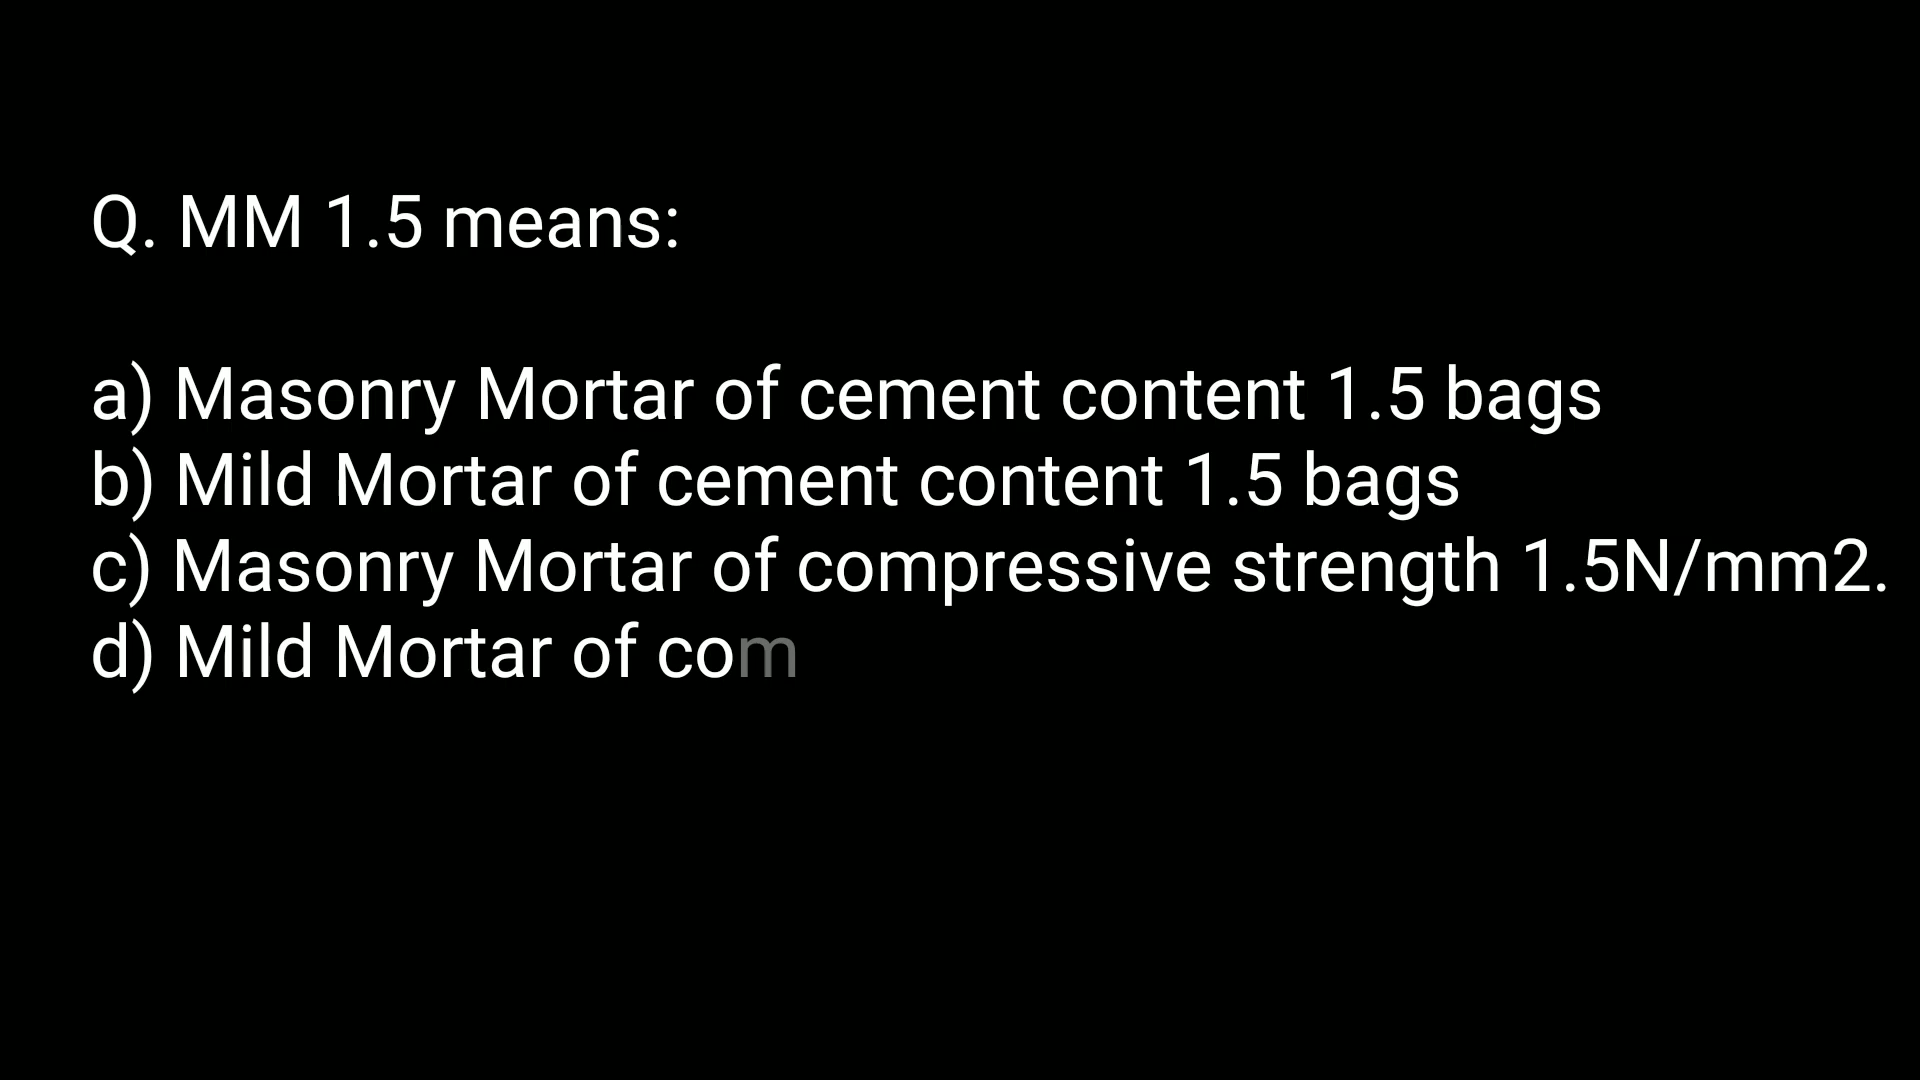 Q. MM 1.5 means:
a) Masonry Mortar of cement content 1.5 bags
b) Mild Mortar of cement content 1.5 bags
c) Masonry Mortar of compressive strength 1.5N/mm2.
d) Mild Mortar of com